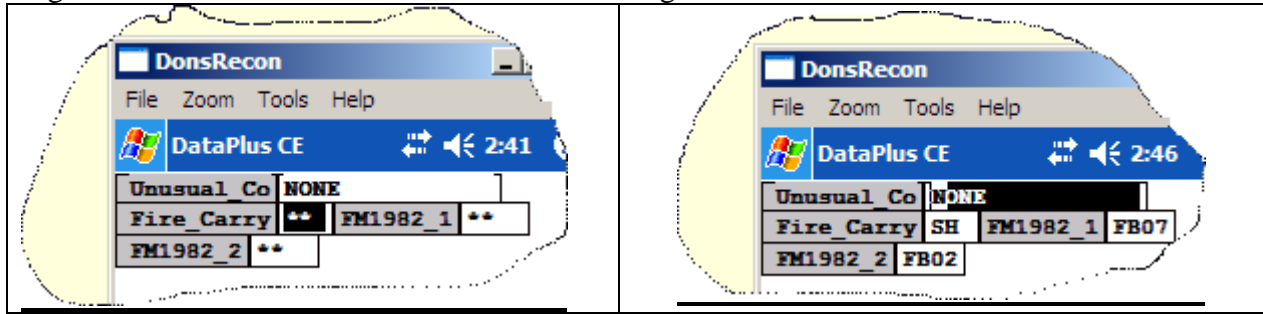 DonsRecon
File Zoom Tools Help
DataPlus CE 2:41
Unusual_Co NONE
Fire_Carry ** FM1982_1 **
FM1982_2 **
DonsRecon
File Zoom Tools Help
DataPlus CE 2:46
Unusual_Co NONE
Fire_Carry SH FM1982_1 FB07
FM1982_2 FB02